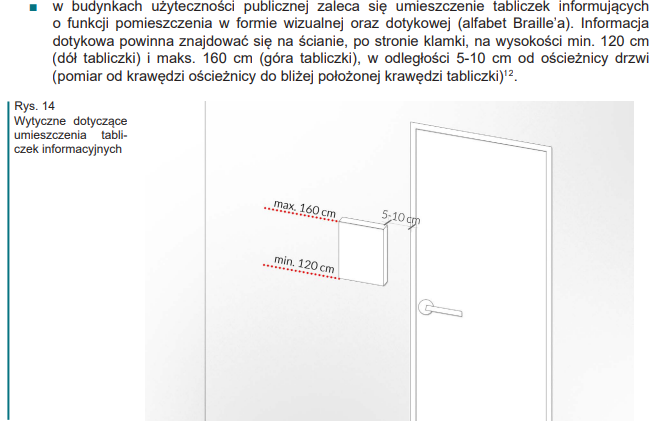 ▪ w budynkach użyteczności publicznej zaleca się umieszczenie tabliczek informujących
o funkcji pomieszczenia w formie wizualnej oraz dotykowej (alfabet Braille'a). Informacja
dotykowa powinna znajdować się na ścianie, po stronie klamki, na wysokości min. 120 cm
(dół tabliczki) i maks. 160 cm (góra tabliczki), w odległości 5-10 cm od ościeżnicy drzwi
(pomiar od krawędzi ościeżnicy do bliżej położonej krawędzi tabliczki)¹².
Rys. 14
Wytyczne dotyczące
umieszczenia tabli-
czek informacyjnych
max. 160 cm
5-10 cm
min. 120 cm